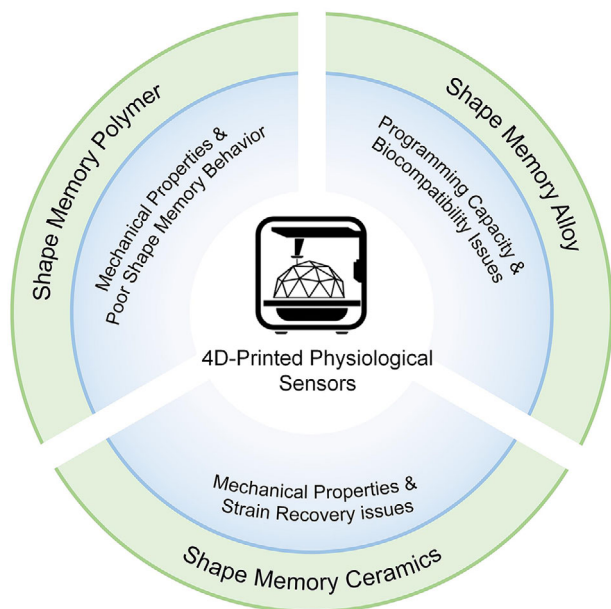 Shape Memory Polymer
Mechanical Properties &
Poor Shape Memory Behavior
Shape Memory Alloy
Programming Capacity &
Biocompatibility Issues
4D-Printed Physiological
Sensors
Mechanical Properties &
Strain Recovery issues
Shape Memory Ceramics